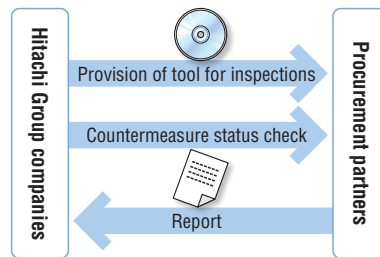 Hitachi Group companies
Provision of tool for inspections
Countermeasure status check
Report
Procurement partners